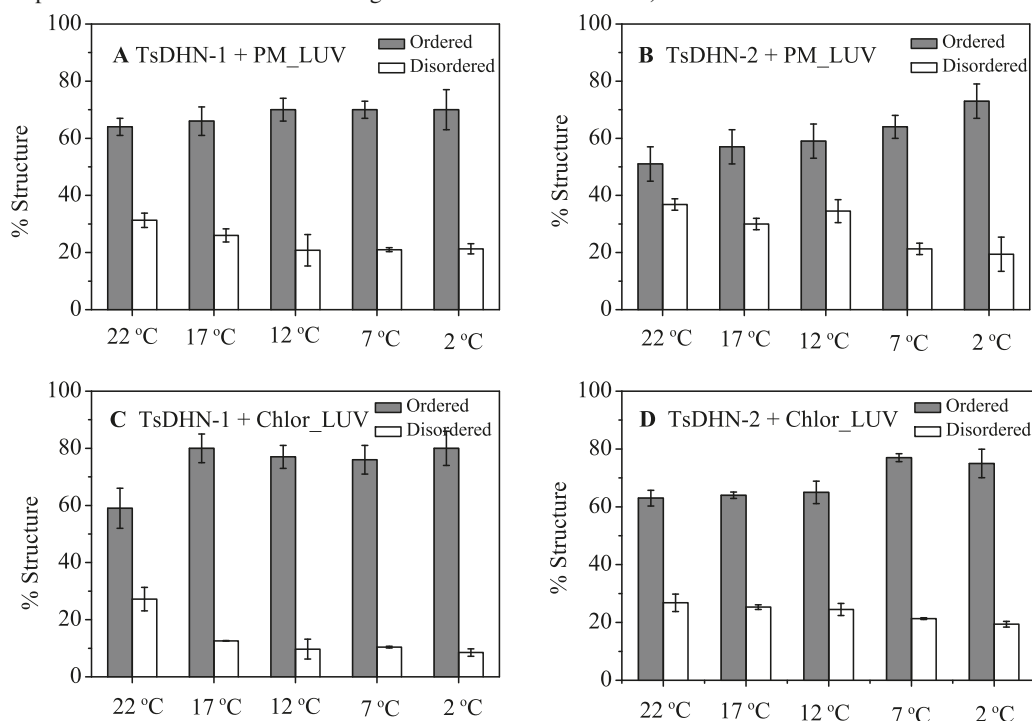 100
80
60
40
20
0
% Structure
A TsDHN-1 + PM_LUV
Ordered
Disordered
22 °C 17 °C 12 °C 7 °C 2 °C
100
80
60
40
20
0
% Structure
B TsDHN-2 + PM_LUV
Ordered
Disordered
22 °C 17 °C 12 °C 7 °C 2 °C
100
80
60
40
20
0
% Structure
C TsDHN-1 + Chlor_LUV
Ordered
Disordered
22 °C 17 °C 12 °C 7 °C 2 °C
100
80
60
40
20
0
% Structure
D TsDHN-2 + Chlor_LUV
Ordered
Disordered
22 °C 17 °C 12 °C 7 °C 2 °C